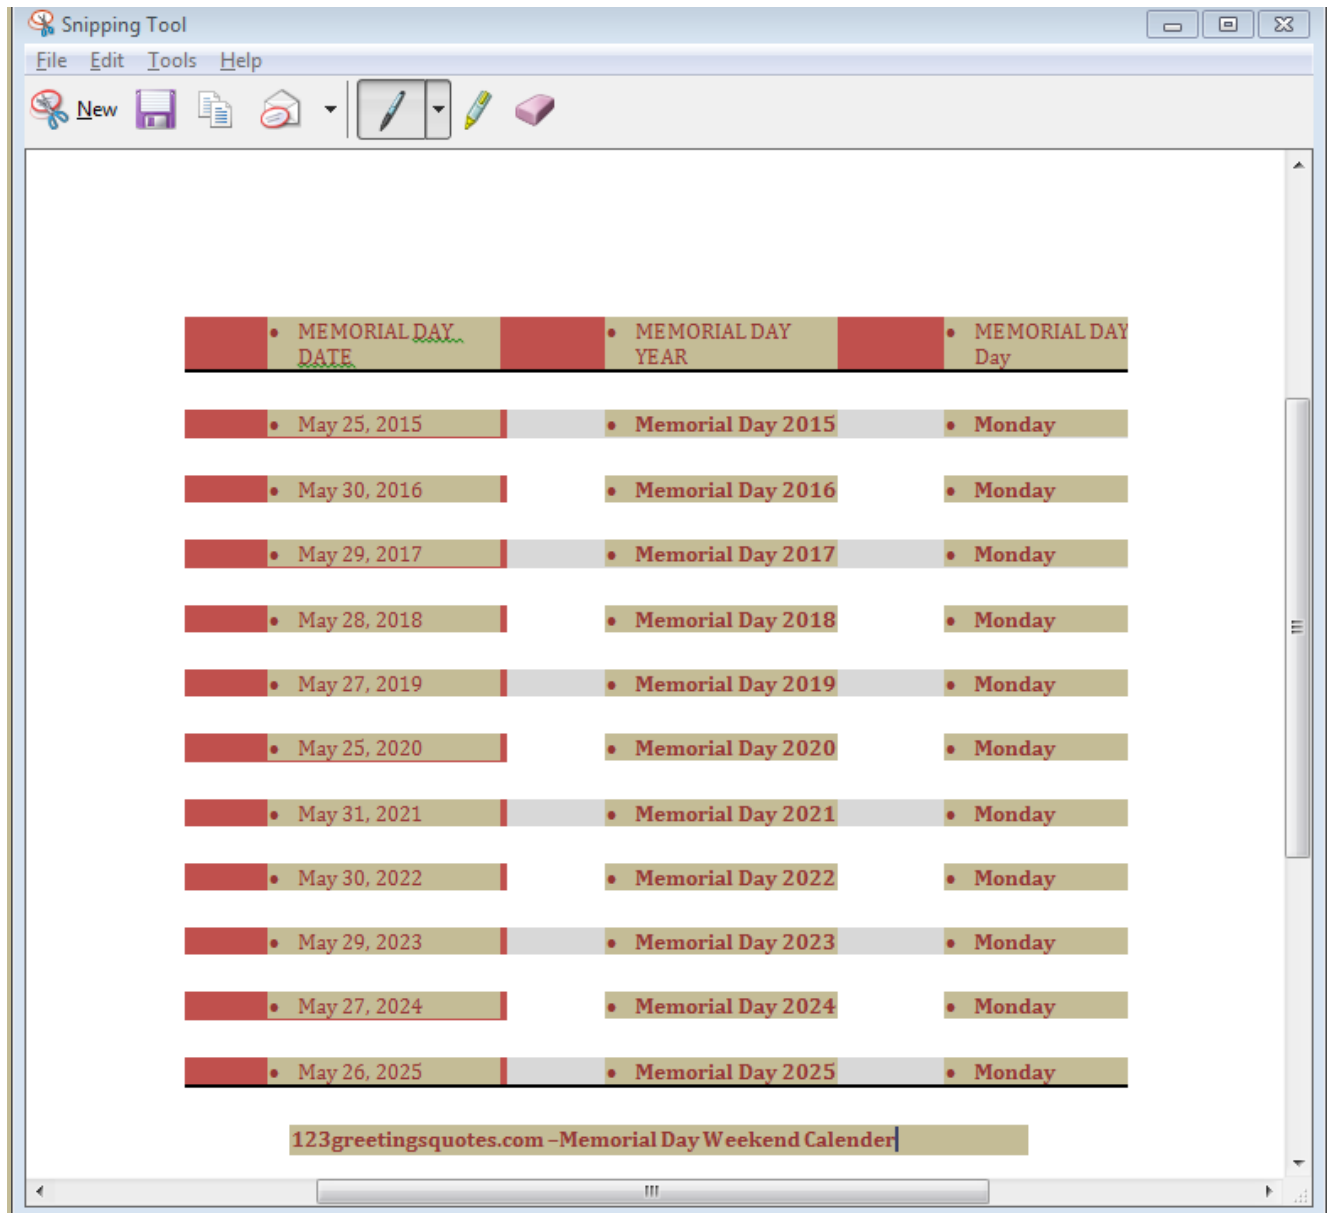 Snipping Tool
File Edit Tools Help
New
• MEMORIAL DAY DATE • MEMORIAL DAY YEAR • MEMORIAL DAY Day
• May 25, 2015 • Memorial Day 2015 • Monday
• May 30, 2016 • Memorial Day 2016 • Monday
• May 29, 2017 • Memorial Day 2017 • Monday
• May 28, 2018 • Memorial Day 2018 • Monday
• May 27, 2019 • Memorial Day 2019 • Monday
• May 25, 2020 • Memorial Day 2020 • Monday
• May 31, 2021 • Memorial Day 2021 • Monday
• May 30, 2022 • Memorial Day 2022 • Monday
• May 29, 2023 • Memorial Day 2023 • Monday
• May 27, 2024 • Memorial Day 2024 • Monday
• May 26, 2025 • Memorial Day 2025 • Monday
123greetingsquotes.com –Memorial Day Weekend Calender